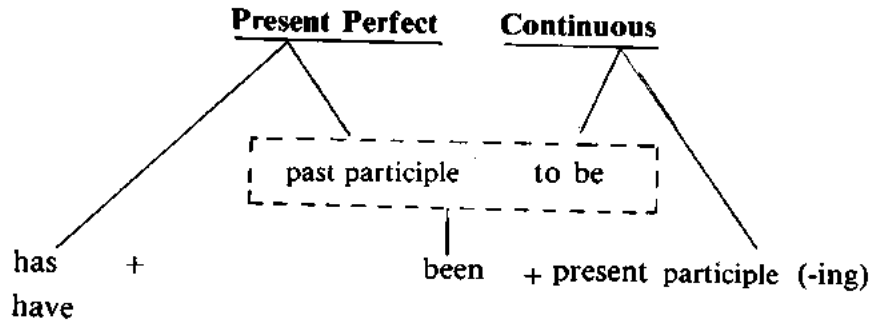 Present Perfect Continuous
past participle to be
has + been + present participle (-ing)
have